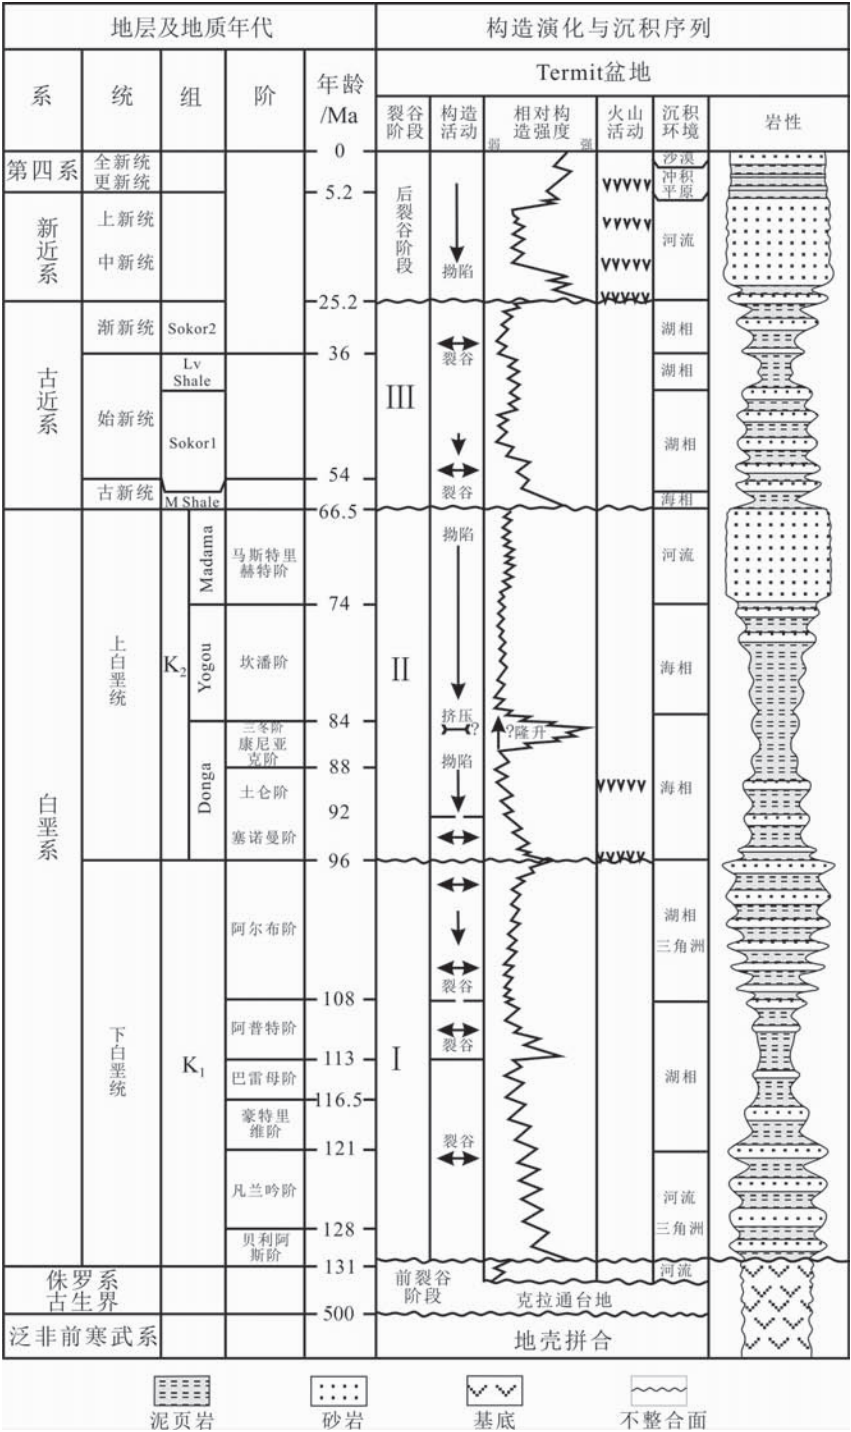 地层及地质年代
构造演化与沉积序列
系
统
组
阶
年龄
/Ma
Termit盆地
裂谷
阶段
构造
活动
相对构
造强度
弱
强
火山
活动
沉积
环境
岩性
0
第四系
全新统
更新统
5.2
新近系
上新统
中新统
25.2
后裂谷阶段
拗陷
沙漠
冲积
平原
河流
古近系
渐新统
Sokor2
36
Lv
Shale
始新统
Sokor1
54
古新统
M Shale
66.5
III
裂谷
裂谷
湖相
湖相
湖相
海相
白垩系
上白垩统
K2
Madama
马斯特里
赫特阶
74
Yogou
坎潘阶
84
Donga
三冬阶
康尼亚
克阶
88
土仑阶
92
塞诺曼阶
96
II
拗陷
挤压
?
?隆升
拗陷
河流
海相
海相
下白垩统
K1
阿尔布阶
108
阿普特阶
113
巴雷母阶
116.5
豪特里
维阶
121
凡兰吟阶
128
贝利阿
斯阶
131
I
裂谷
裂谷
裂谷
湖相
三角洲
湖相
河流
三角洲
侏罗系
古生界
500
前裂谷
阶段
河流
克拉通台地
泛非前寒武系
地壳拼合
泥页岩
砂岩
基底
不整合面